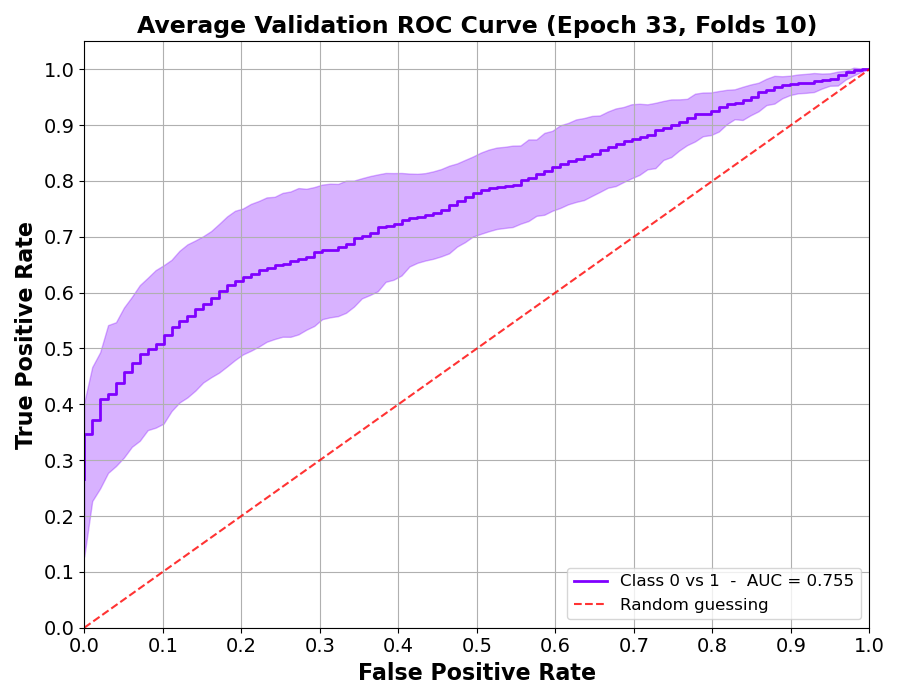 Average Validation ROC Curve (Epoch 33, Folds 10)
True Positive Rate
1.0
0.9
0.8
0.7
0.6
0.5
0.4
0.3
0.2
0.1
0.0
Class 0 vs 1 - AUC = 0.755
Random guessing
0.0 0.1 0.2 0.3 0.4 0.5 0.6 0.7 0.8 0.9 1.0
False Positive Rate